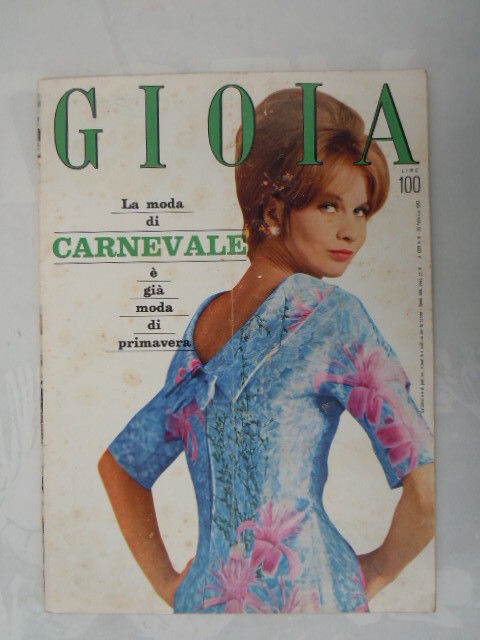 GIOIA
LIRE
100
La moda
di
CARNEVALE
è
già
moda
di
primavera